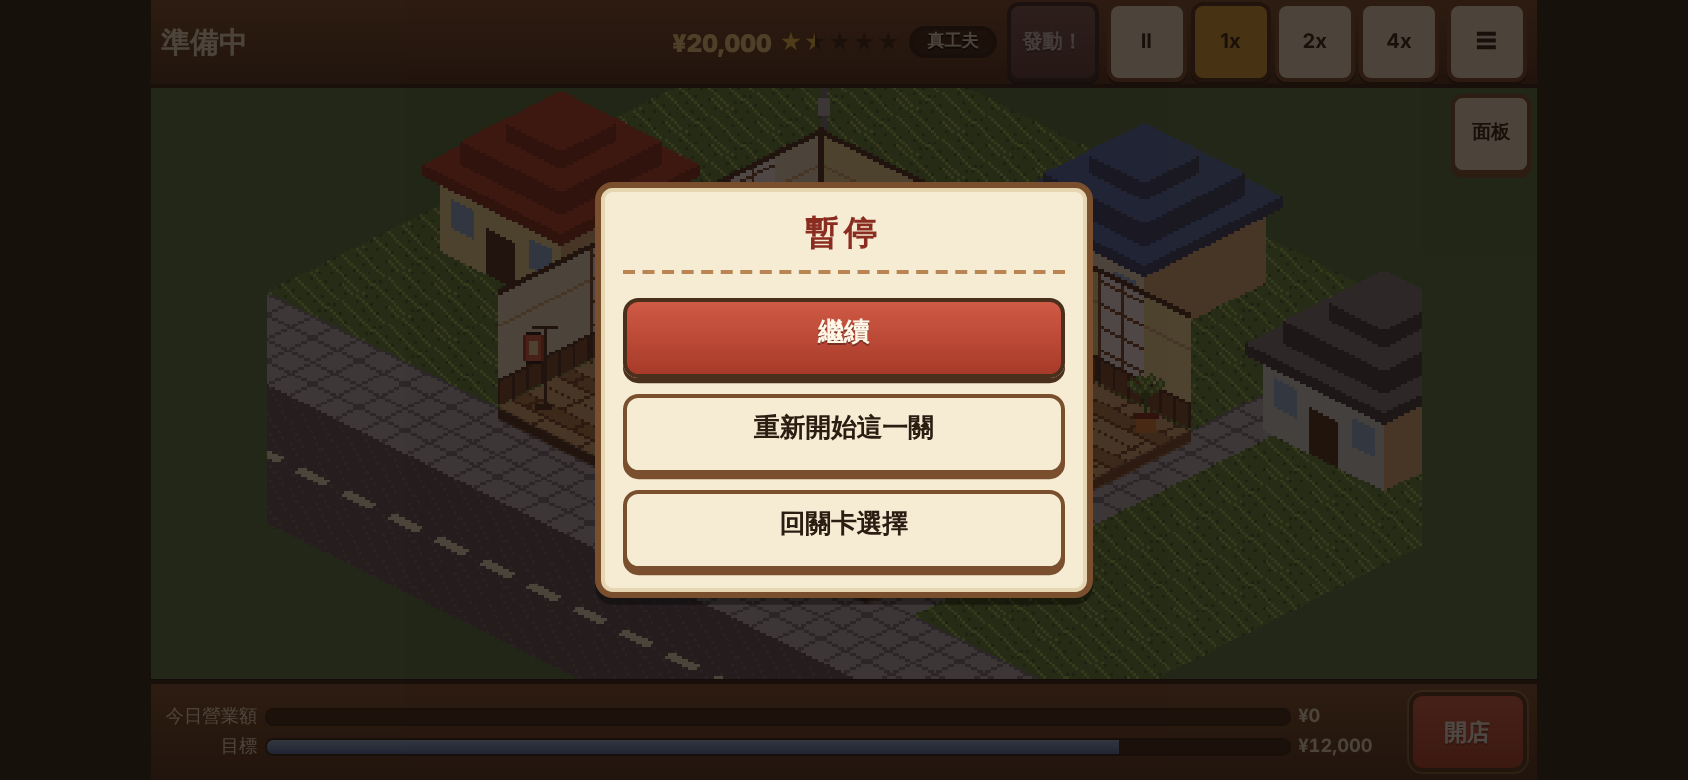 準備中
¥20,000
真工夫
發動！
II
1x
2x
4x
面板
暫停
繼續
重新開始這一關
回關卡選擇
今日營業額
¥0
目標
¥12,000
開店